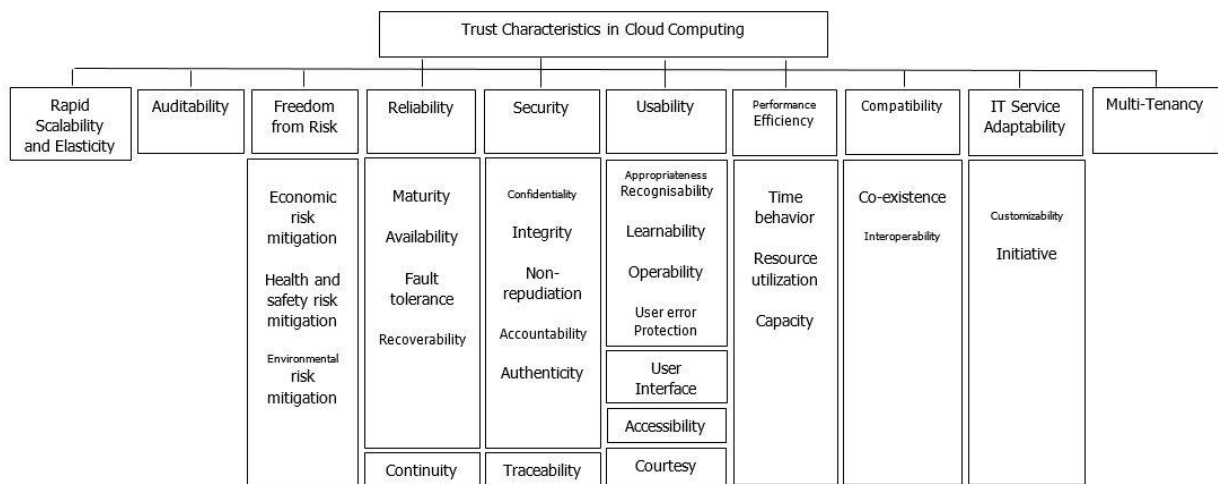 Trust Characteristics in Cloud Computing
Rapid
Scalability
and Elasticity
Auditability
Freedom
from Risk
Reliability
Security
Usability
Performance
Efficiency
Compatibility
IT Service
Adaptability
Multi-Tenancy
Economic
risk
mitigation
Health and
safety risk
mitigation
Environmental
risk
mitigation
Maturity
Availability
Fault
tolerance
Recoverability
Continuity
Confidentiality
Integrity
Non-
repudiation
Accountability
Authenticity
Traceability
Appropriateness
Recognisability
Learnability
Operability
User error
Protection
User
Interface
Accessibility
Courtesy
Time
behavior
Resource
utilization
Capacity
Co-existence
Interoperability
Customizability
Initiative